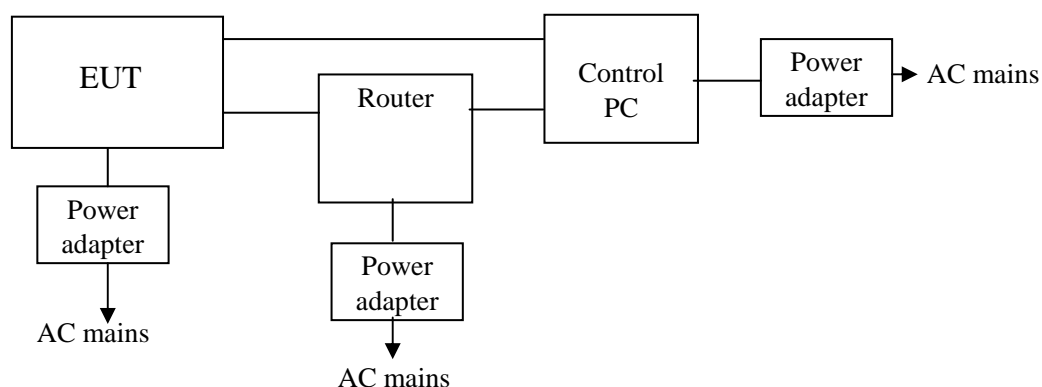 EUT
Router
Control
PC
Power
adapter
AC mains
Power
adapter
AC mains
Power
adapter
AC mains